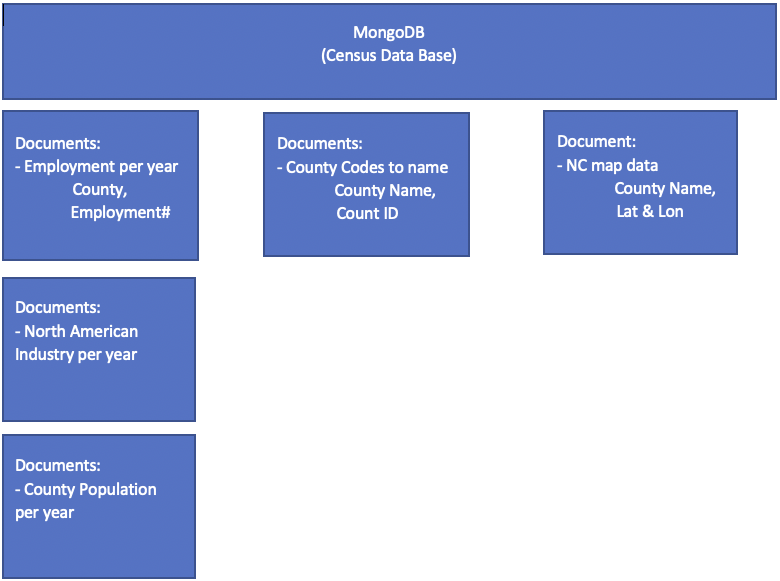 MongoDB
(Census Data Base)
Documents:
- Employment per year
County,
Employment#
Documents:
- County Codes to name
County Name,
Count ID
Document:
- NC map data
County Name,
Lat & Lon
Documents:
- North American
Industry per year
Documents:
- County Population
per year